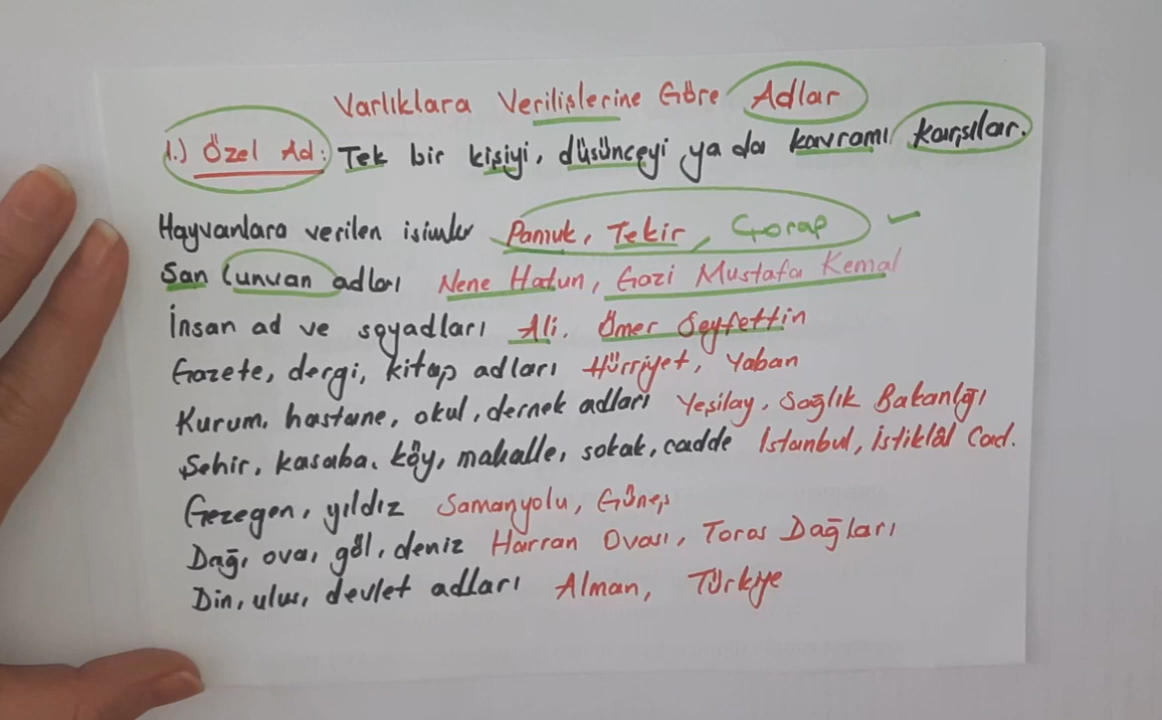 Varlıklara Verilişlerine Göre Adlar
1.) Özel Ad: Tek bir kişiyi, düşünceyi ya da kavramı karşılar.
Hayvanlara verilen isimler Pamuk, Tekir, Çorap
San (unvan adları Nene Hatun, Gazi Mustafa Kemal
İnsan ad ve soyadları Ali, Ömer Seyfettin
Gazete, dergi, kitap adları Hürriyet, Yaban
Kurum, hastane, okul, dernek adları Yeşilay, Sağlık Bakanlığı
Şehir, kasaba, köy, mahalle, sokak, cadde İstanbul, İstiklâl Cad.
Gezegen, yıldız Samanyolu, Güneş
Dağ, ova, göl, deniz Harran Ovası, Toros Dağları
Din, ulus, devlet adları Alman, Türkiye